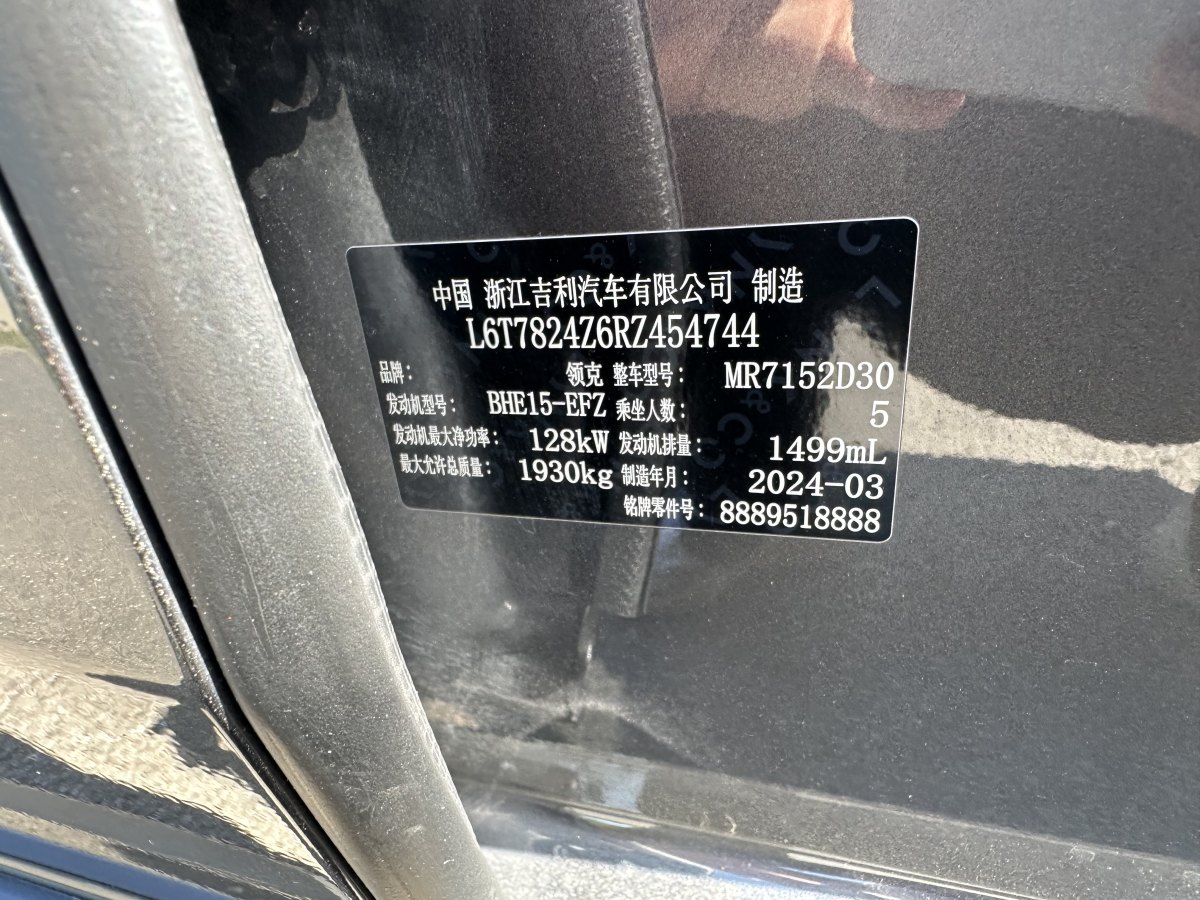 中国 浙江吉利汽车有限公司 制造
L6T7824Z6RZ454744
品牌： 领克 整车型号： MR7152D30
发动机型号： BHE15-EFZ 乘坐人数： 5
发动机最大净功率： 128kW 发动机排量： 1499mL
最大允许总质量： 1930kg 制造年月： 2024-03
铭牌零件号： 8889518888